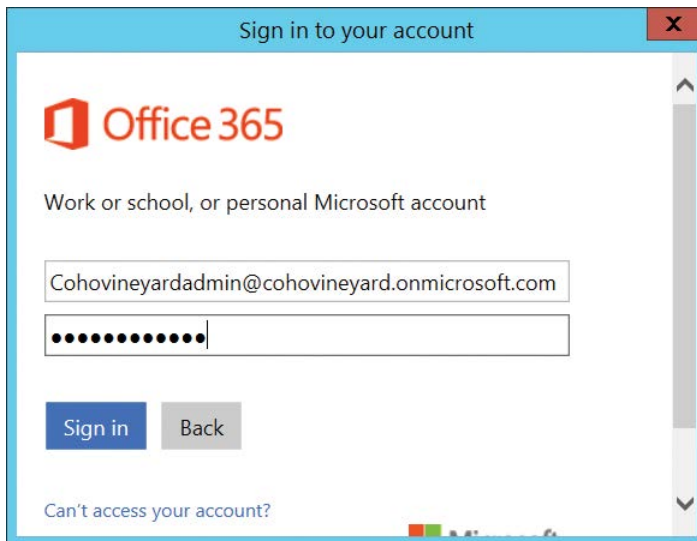 Sign in to your account
X
Office 365
Work or school, or personal Microsoft account
Cohovineyardadmin@cohovineyard.onmicrosoft.com
●●●●●●●●●●●●
Sign in Back
Can't access your account?
Microsoft